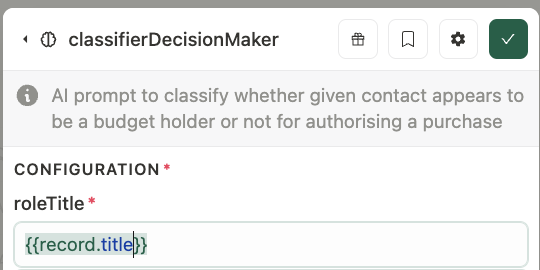 classifierDecisionMaker
AI prompt to classify whether given contact appears to
be a budget holder or not for authorising a purchase
CONFIGURATION *
roleTitle *
{{record.title}}